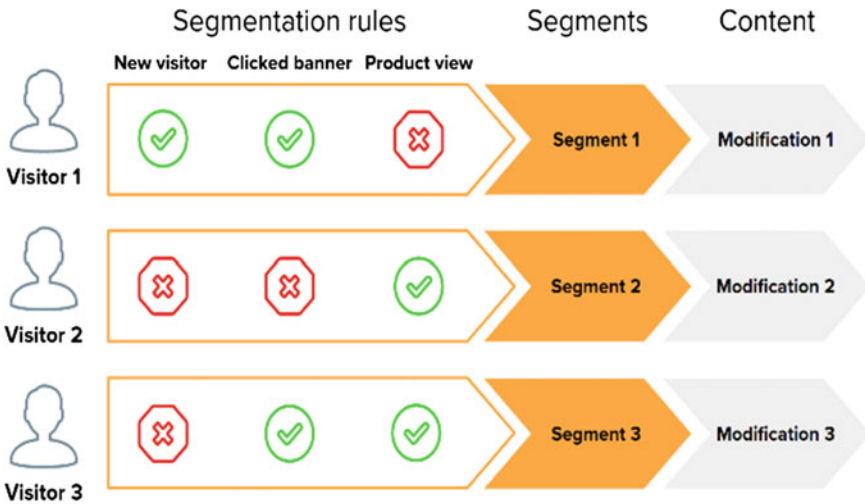 Segmentation rules Segments Content
New visitor Clicked banner Product view
Visitor 1
Segment 1 Modification 1
Visitor 2
Segment 2 Modification 2
Visitor 3
Segment 3 Modification 3